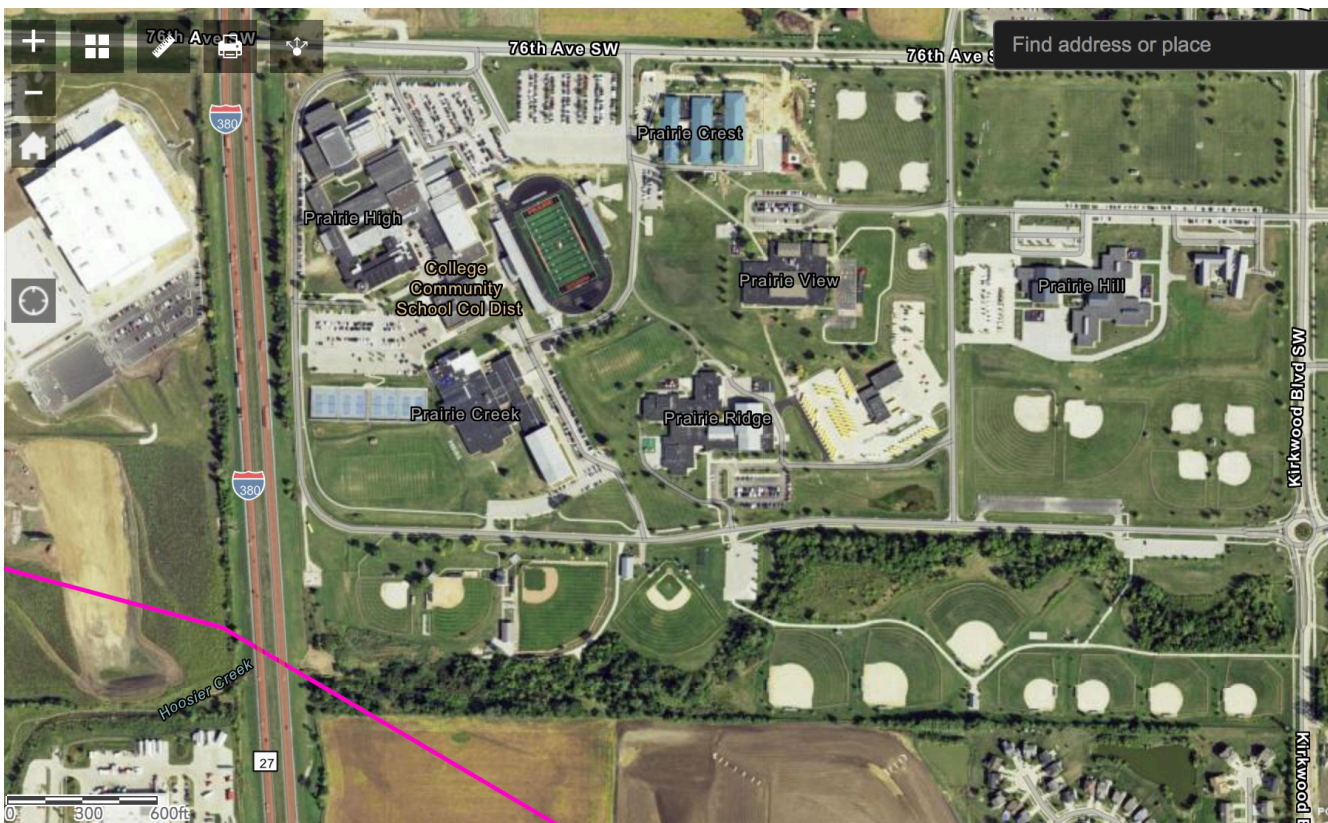 76th Ave SW
76th Ave SW
76th Ave S
Find address or place
380
Prairie Crest
Prairie High
College
Community
School Col Dist
Prairie View
Prairie Hill
Prairie Creek
Prairie Ridge
Kirkwood Blvd SW
380
Hoosier Creek
27
Kirkwood
0 300 600ft